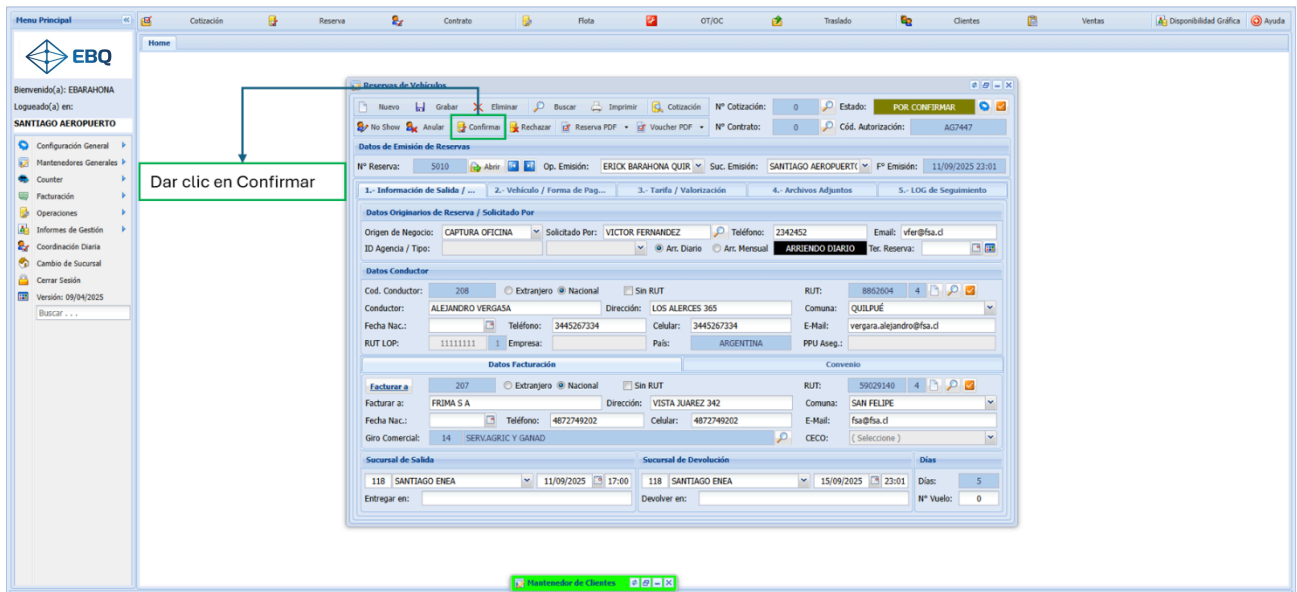 Menu Principal
Cotización Reserva Contrato Flota OT/OC Traslado Clientes Ventas Disponibilidad Gráfica Ayuda
Home
EBQ
Bienvenido(a): EBARAHONA
Logueado(a) en:
SANTIAGO AEROPUERTO
Configuración General
Mantenedores Generales
Counter
Facturación
Operaciones
Informes de Gestión
Coordinación Diaria
Cambio de Sucursal
Cerrar Sesión
Versión: 09/04/2025
Buscar . . .
Dar clic en Confirmar
Reservas de Vehículos
Nuevo Grabar Eliminar Buscar Imprimir Cotización Nº Cotización: 0 Estado: POR CONFIRMAR
No Show Anular Confirmar Rechazar Reserva PDF Voucher PDF Nº Contrato: 0 Cód. Autorización: AG7447
Datos de Emisión de Reservas
Nº Reserva: 5010 Abrir Op. Emisión: ERICK BARAHONA QUIR Suc. Emisión: SANTIAGO AEROPUERT( Fº Emisión: 11/09/2025 23:01
1.- Información de Salida / ... 2.- Vehículo / Forma de Pag... 3.- Tarifa / Valorización 4.- Archivos Adjuntos 5.- LOG de Seguimiento
Datos Originarios de Reserva / Solicitado Por
Origen de Negocio: CAPTURA OFICINA Solicitado Por: VICTOR FERNANDEZ Teléfono: 2342452 Email: vfer@fsa.cl
ID Agencia / Tipo: Arr. Diario Arr. Mensual ARRIENDO DIARIO Ter. Reserva:
Datos Conductor
Cod. Conductor: 208 Extranjero Nacional Sin RUT RUT: 8862604 4
Conductor: ALEJANDRO VERGASA Dirección: LOS ALERCES 365 Comuna: QUILPUÉ
Fecha Nac.: Teléfono: 3445267334 Celular: 3445267334 E-Mail: vergara.alejandro@fsa.cl
RUT LOP: 11111111 1 Empresa: País: ARGENTINA PPU Aseg.:
Datos Facturación Convenio
Facturar a 207 Extranjero Nacional Sin RUT RUT: 59029140 4
Facturar a: FRIMA S A Dirección: VISTA JUAREZ 342 Comuna: SAN FELIPE
Fecha Nac.: Teléfono: 4872749202 Celular: 4872749202 E-Mail: fsa@fsa.cl
Giro Comercial: 14 SERV.AGRIC Y GANAD CECO: ( Seleccione )
Sucursal de Salida Sucursal de Devolución Días
118 SANTIAGO ENEA 11/09/2025 17:00 118 SANTIAGO ENEA 15/09/2025 23:01 Días: 5
Entregar en: Devolver en: Nº Vuelo: 0
Mantenedor de Clientes